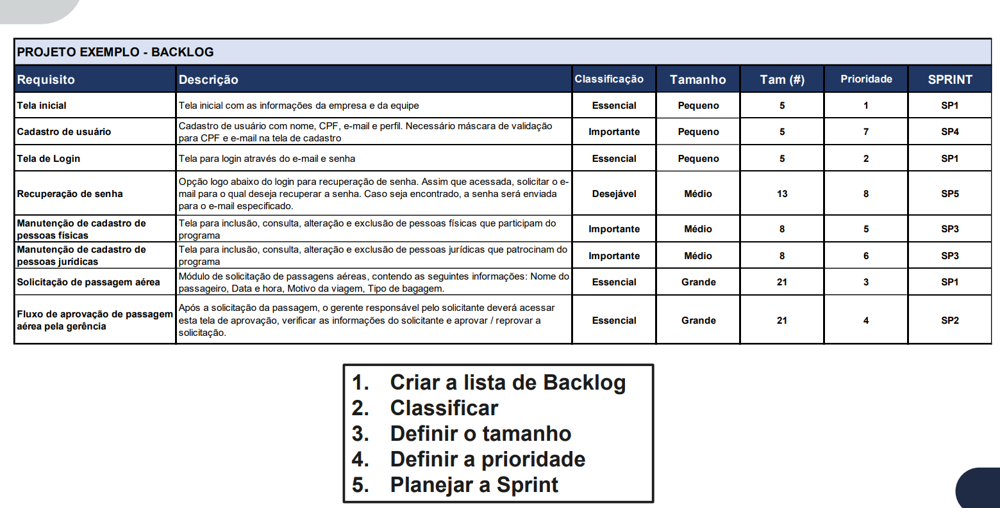 PROJETO EXEMPLO - BACKLOG
Requisito Descrição Classificação Tamanho Tam (#) Prioridade SPRINT
Tela inicial Tela inicial com as informações da empresa e da equipe Essencial Pequeno 5 1 SP1
Cadastro de usuário Cadastro de usuário com nome, CPF, e-mail e perfil. Necessário máscara de validação
para CPF e e-mail na tela de cadastro Importante Pequeno 5 7 SP4
Tela de Login Tela para login através do e-mail e senha Essencial Pequeno 5 2 SP1
Recuperação de senha Opção logo abaixo do login para recuperação de senha. Assim que acessada, solicitar o e-
mail para o qual deseja recuperar a senha. Caso seja encontrado, a senha será enviada
para o e-mail especificado. Desejável Médio 13 8 SP5
Manutenção de cadastro de
pessoas físicas Tela para inclusão, consulta, alteração e exclusão de pessoas físicas que participam do
programa Importante Médio 8 5 SP3
Manutenção de cadastro de
pessoas jurídicas Tela para inclusão, consulta, alteração e exclusão de pessoas jurídicas que patrocinam do
programa Importante Médio 8 6 SP3
Solicitação de passagem aérea Módulo de solicitação de passagens aéreas, contendo as seguintes informações: Nome do
passageiro, Data e hora, Motivo da viagem, Tipo de bagagem. Essencial Grande 21 3 SP1
Fluxo de aprovação de passagem
aérea pela gerência Após a solicitação da passagem, o gerente responsável pelo solicitante deverá acessar
esta tela de aprovação, verificar as informações do solicitante e aprovar / reprovar a
solicitação. Essencial Grande 21 4 SP2
1. Criar a lista de Backlog
2. Classificar
3. Definir o tamanho
4. Definir a prioridade
5. Planejar a Sprint